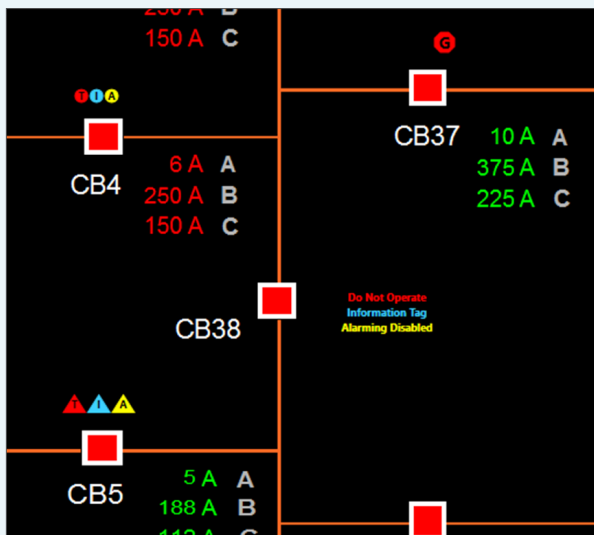 150 A C
G
T I A
CB4
6 A A
250 A B
150 A C
CB37
10 A A
375 A B
225 A C
CB38
Do Not Operate
Information Tag
Alarming Disabled
T I A
CB5
5 A A
188 A B